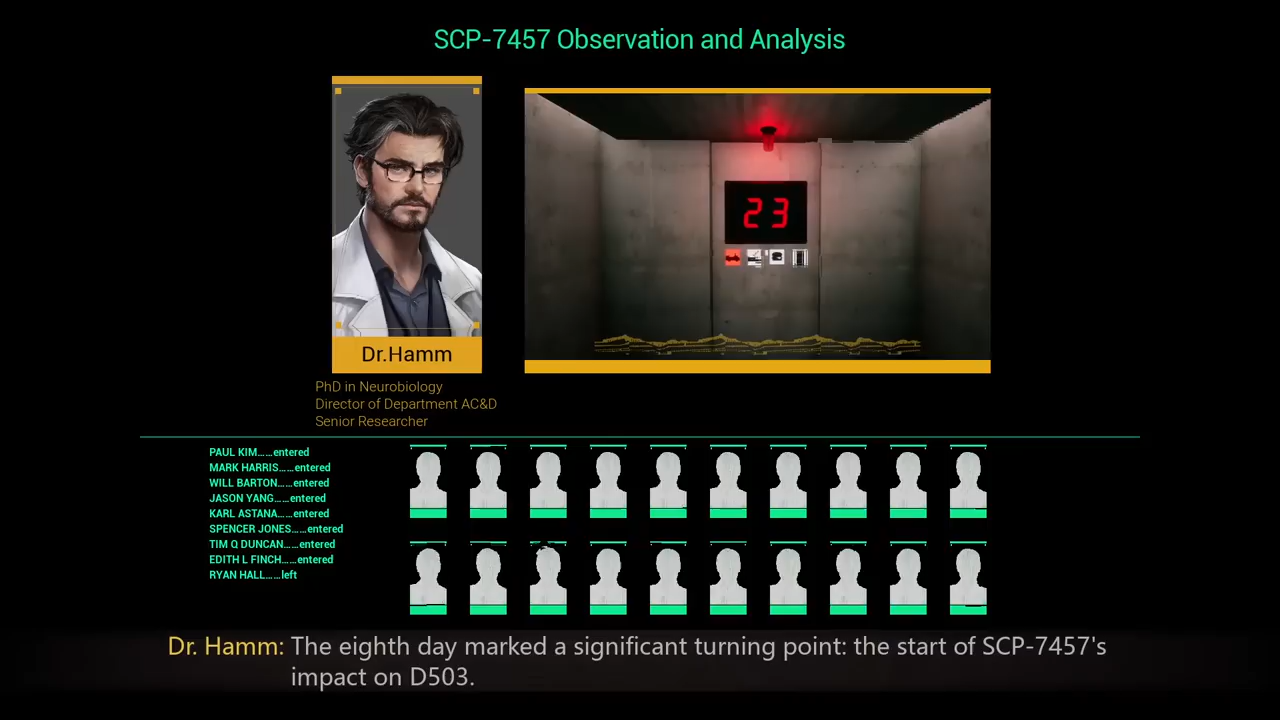 SCP-7457 Observation and Analysis
23
Dr.Hamm
PhD in Neurobiology
Director of Department AC&D
Senior Researcher
PAUL KIM......entered
MARK HARRIS......entered
WILL BARTON......entered
JASON YANG......entered
KARL ASTANA......entered
SPENCER JONES......entered
TIM Q DUNCAN......entered
EDITH L FINCH......entered
RYAN HALL......left
Dr. Hamm: The eighth day marked a significant turning point: the start of SCP-7457's
impact on D503.